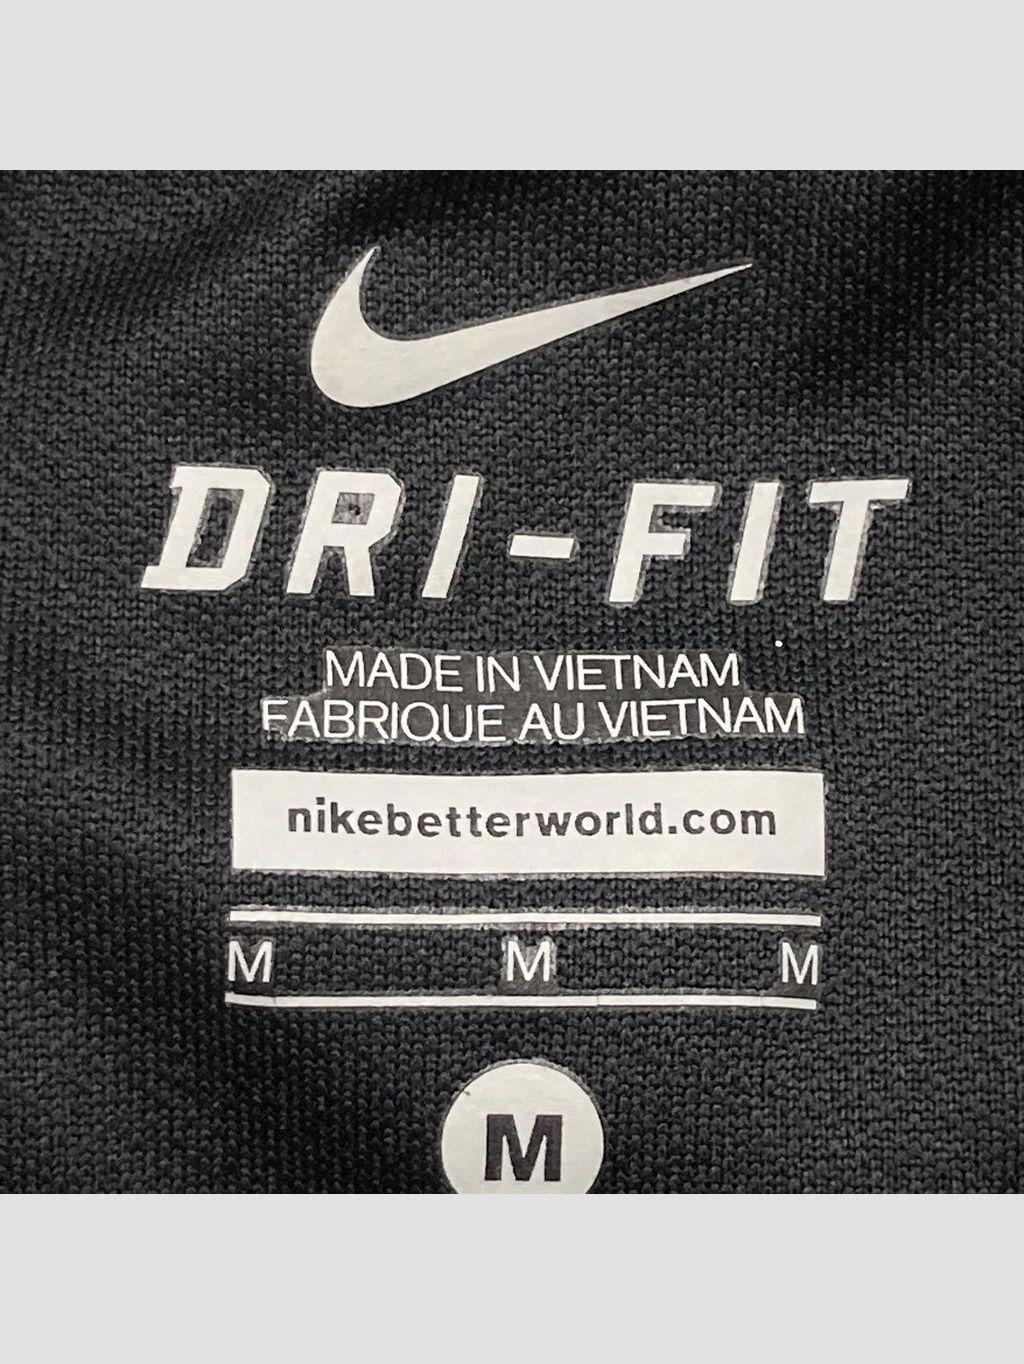 DRI-FIT
MADE IN VIETNAM
FABRIQUE AU VIETNAM
nikebetterworld.com
M M M
M